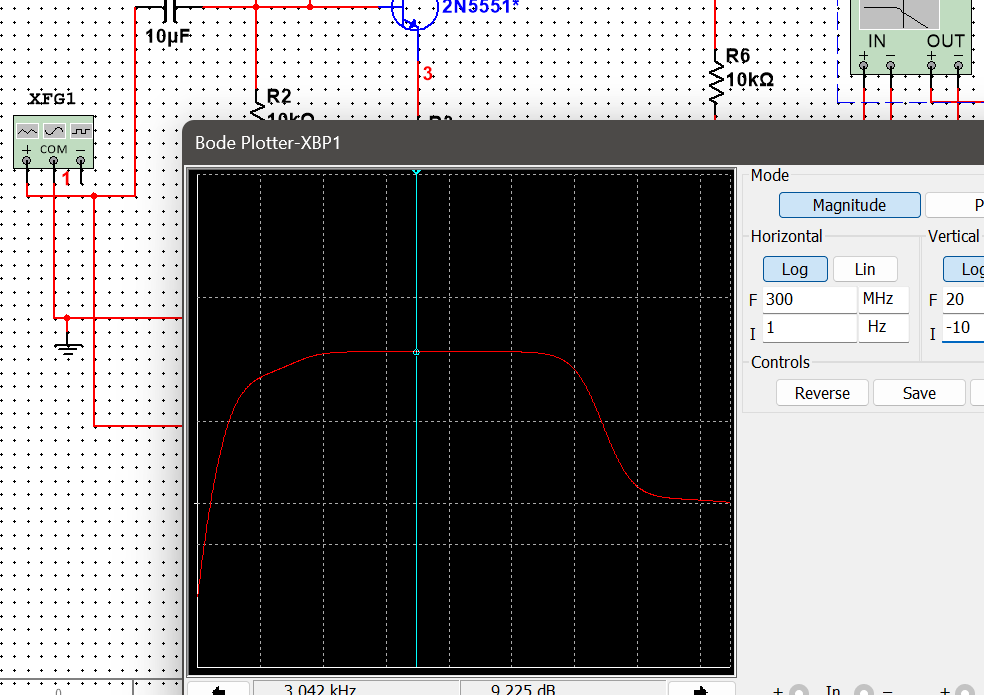 2N5551*
10µF
IN OUT
+ − + −
R6
10kΩ
3
XFG1
R2
COM
+ −
1
Bode Plotter-XBP1
Mode
Magnitude
Horizontal
Vertical
Log
Lin
Log
F 300 MHz
F 20
I 1 Hz
I -10
Controls
Reverse
Save
3.042 kHz
9.225 dB
+ In − +
0